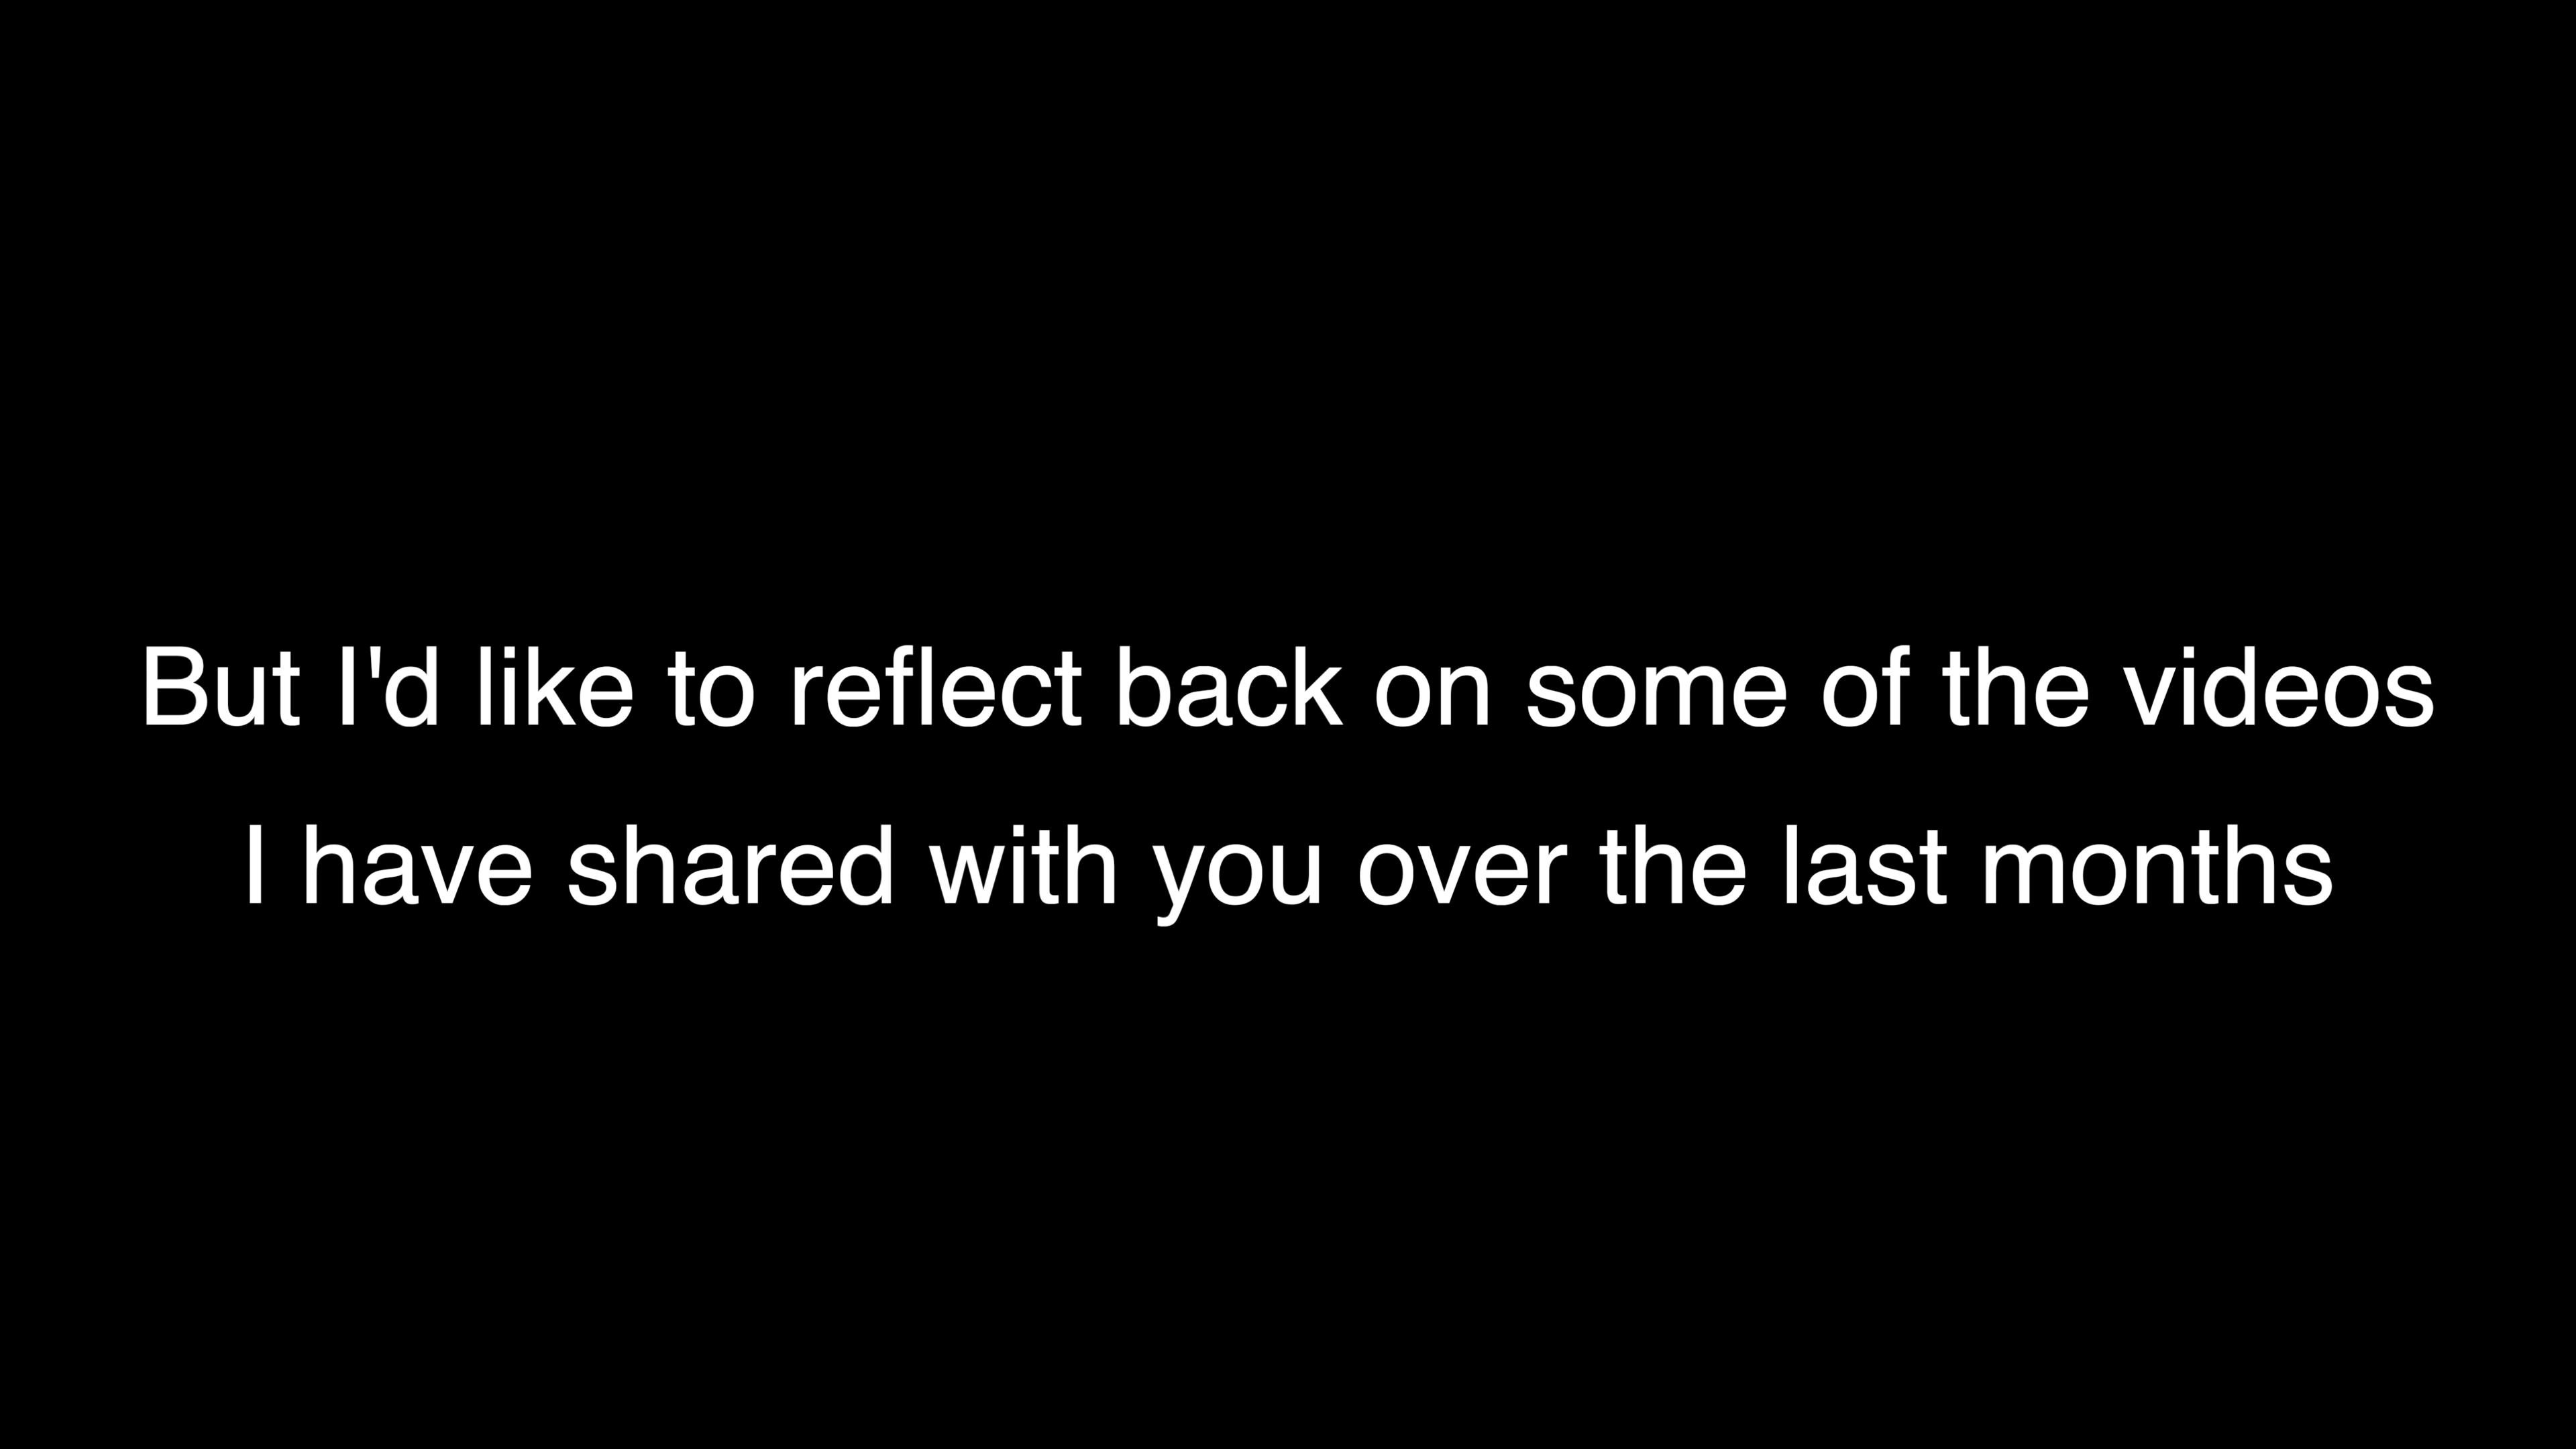 But I'd like to reflect back on some of the videos
I have shared with you over the last months